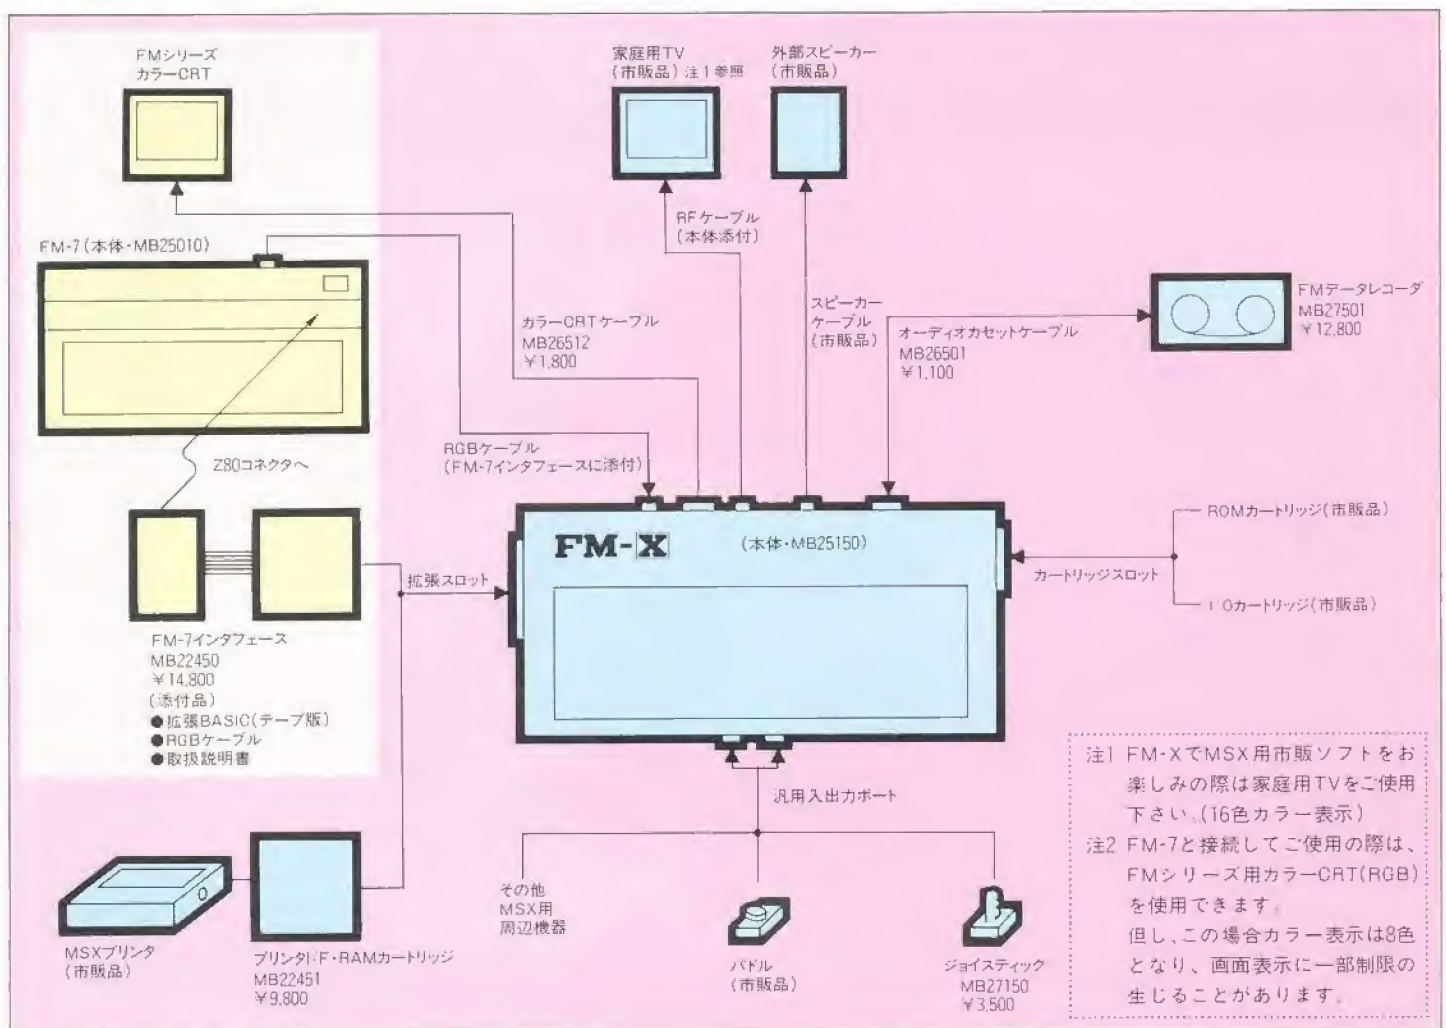 FMシリーズ
カラーCRT
家庭用TV
(市販品) 注1参照
外部スピーカー
(市販品)
FM-7(本体・MB25010)
RFケーブル
(本体添付)
カラーCRTケーブル
MB26512
¥1,800
スピーカー
ケーブル
(市販品)
オーディオカセットケーブル
MB26501
¥1,100
FMデータレコーダ
MB27501
¥12,800
RGBケーブル
(FM-7インタフェースに添付)
Z80コネクタへ
FM-X
(本体・MB25150)
拡張スロット
カートリッジスロット
ROMカートリッジ(市販品)
I/Oカートリッジ(市販品)
FM-7インタフェース
MB22450
¥14,800
(添付品)
●拡張BASIC(テープ版)
●RGBケーブル
●取扱説明書
汎用入出力ポート
MSXプリンタ
(市販品)
プリンタI/F・RAMカートリッジ
MB22451
¥9,800
その他
MSX用
周辺機器
パドル
(市販品)
ジョイスティック
MB27150
¥3,500
注1 FM-XでMSX用市販ソフトをお
楽しみの際は家庭用TVをご使用
下さい。(16色カラー表示)
注2 FM-7と接続してご使用の際は、
FMシリーズ用カラーCRT(RGB)
を使用できます。
但し、この場合カラー表示は8色
となり、画面表示に一部制限の
生じることがあります。